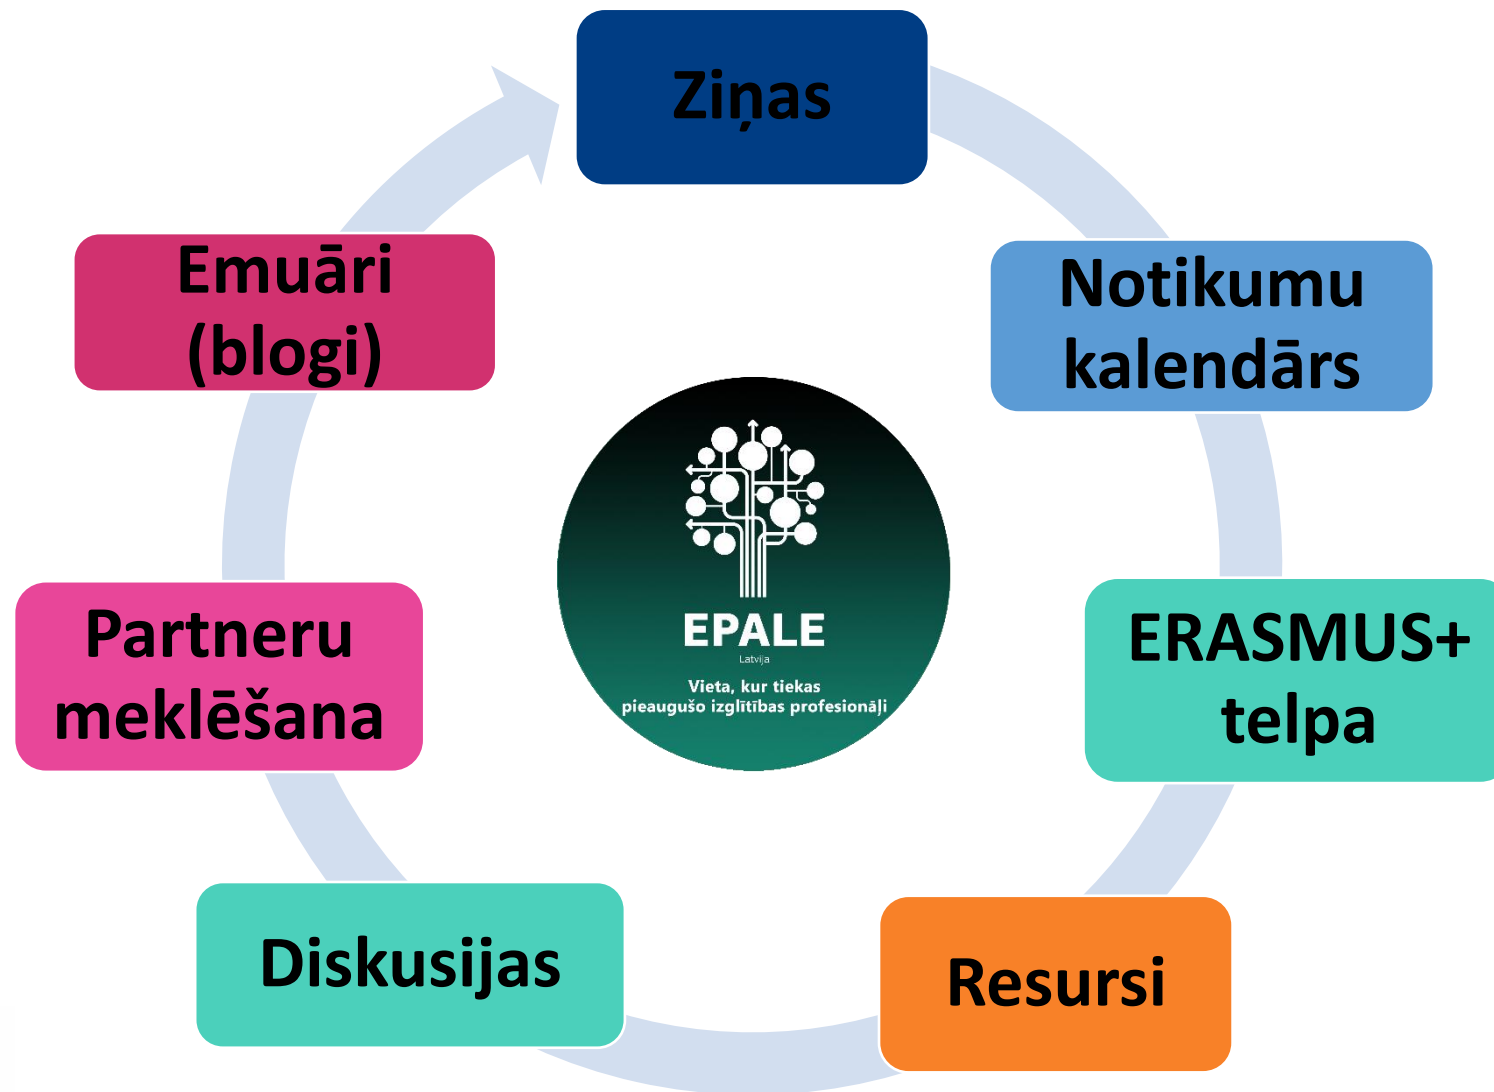 Ziņas
Notikumu
kalendārs
ERASMUS+
telpa
Resursi
Diskusijas
Partneru
meklēšana
Emuāri
(blogi)
EPALE
Latvija
Vieta, kur tiekas
pieaugušo izglītības profesionāļi